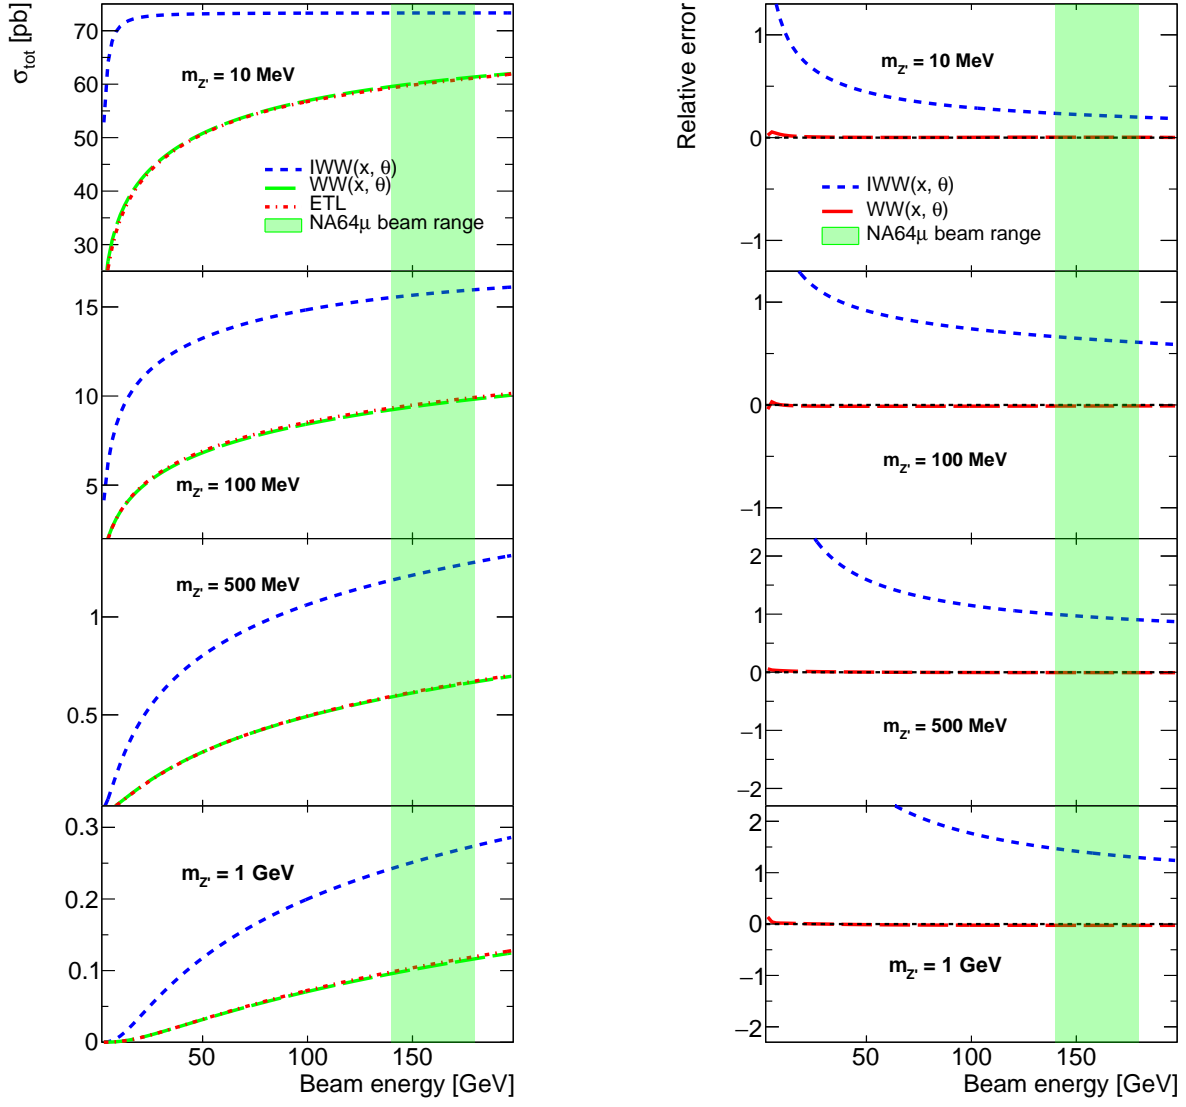 σtot [pb]
70
60
50
40
30
mZ' = 10 MeV
IWW(x, θ)
WW(x, θ)
ETL
NA64μ beam range
15
10
5
mZ' = 100 MeV
1
0.5
mZ' = 500 MeV
0.3
0.2
0.1
0
mZ' = 1 GeV
50 100 150
Beam energy [GeV]
Relative error
1
0
−1
mZ' = 10 MeV
IWW(x, θ)
WW(x, θ)
NA64μ beam range
1
0
−1
mZ' = 100 MeV
2
1
0
−1
−2
mZ' = 500 MeV
2
1
0
−1
−2
mZ' = 1 GeV
50 100 150
Beam energy [GeV]